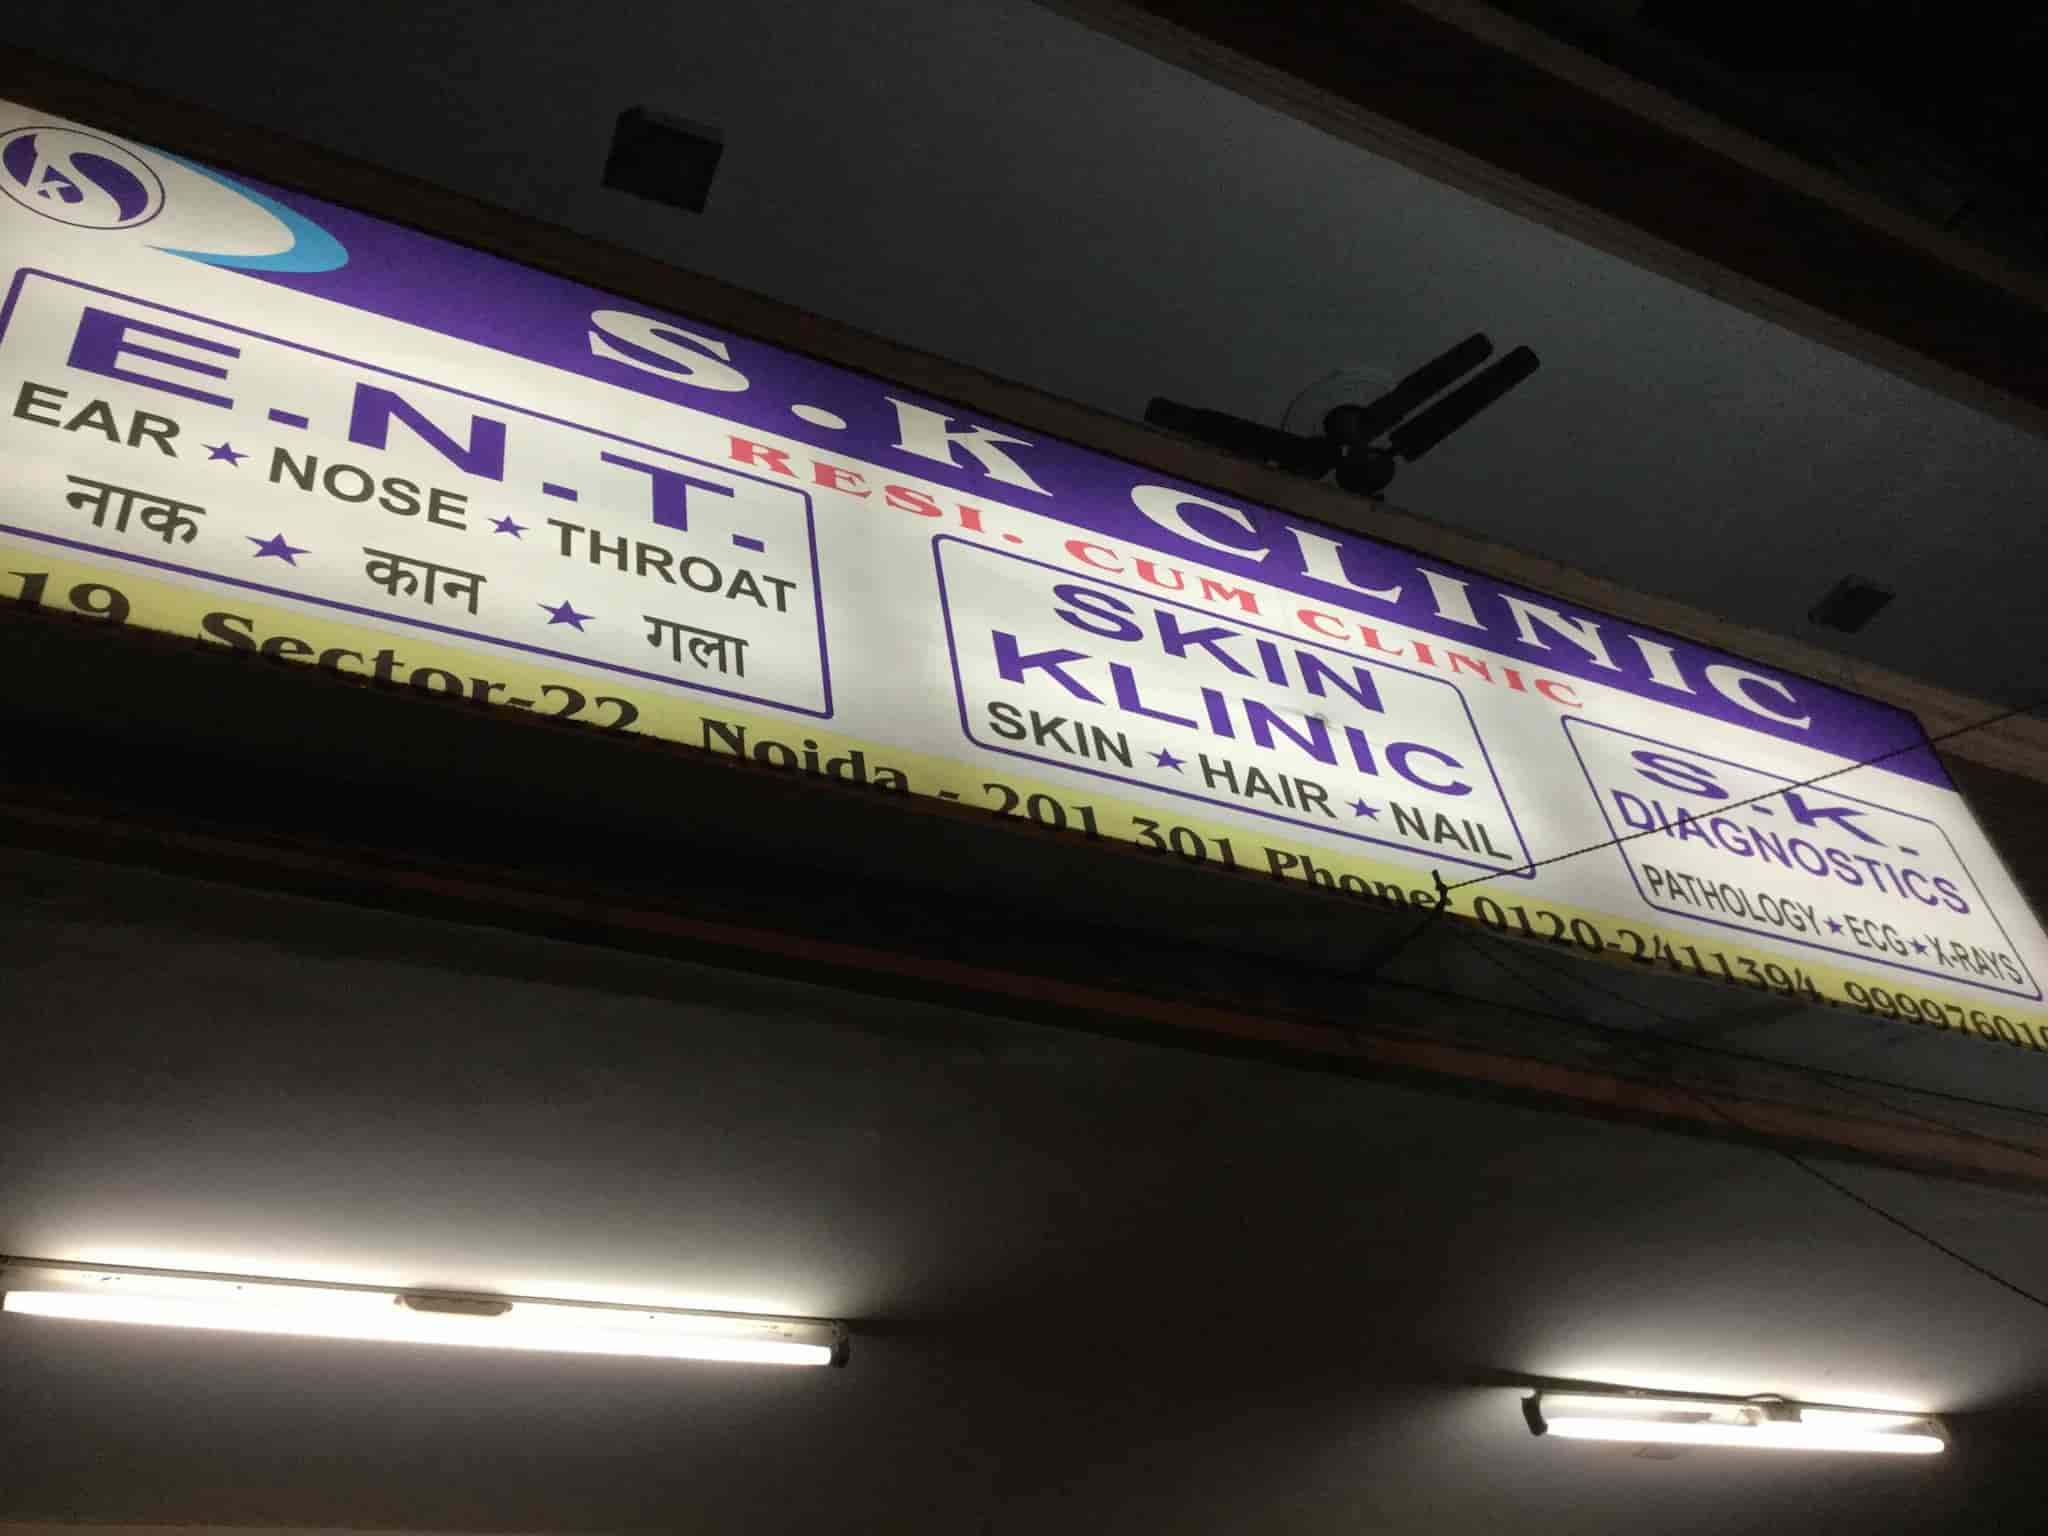 SK
S.K CLINIC
RESI. CUM CLINIC
E.N.T.
EAR ★ NOSE ★ THROAT
नाक ★ कान ★ गला
SKIN
KLINIC
SKIN ★ HAIR ★ NAIL
S.K.
DIAGNOSTICS
PATHOLOGY ★ ECG ★ X-RAYS
19, Sector-22, Noida - 201 301 Phone: 0120-2411394,